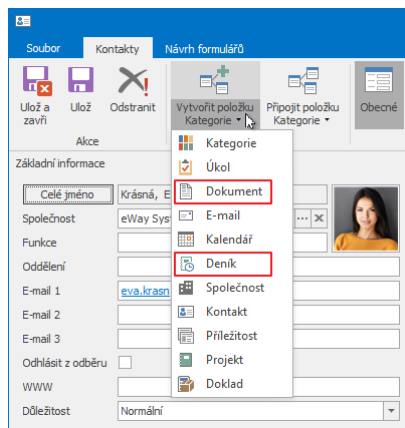 Soubor Kontakty Návrh formulářů
Ulož a zavři Ulož Odstranit Vytvořit položku Kategorie Připojit položku Kategorie Obecné
Akce
Základní informace
Celé jméno Krásná, E
Společnost eWay Sys
Funkce
Oddělení
E-mail 1 eva.krasn
E-mail 2
E-mail 3
Odhlásit z odběru
WWW
Důležitost Normální
Kategorie
Úkol
Dokument
E-mail
Kalendář
Deník
Společnost
Kontakt
Příležitost
Projekt
Doklad